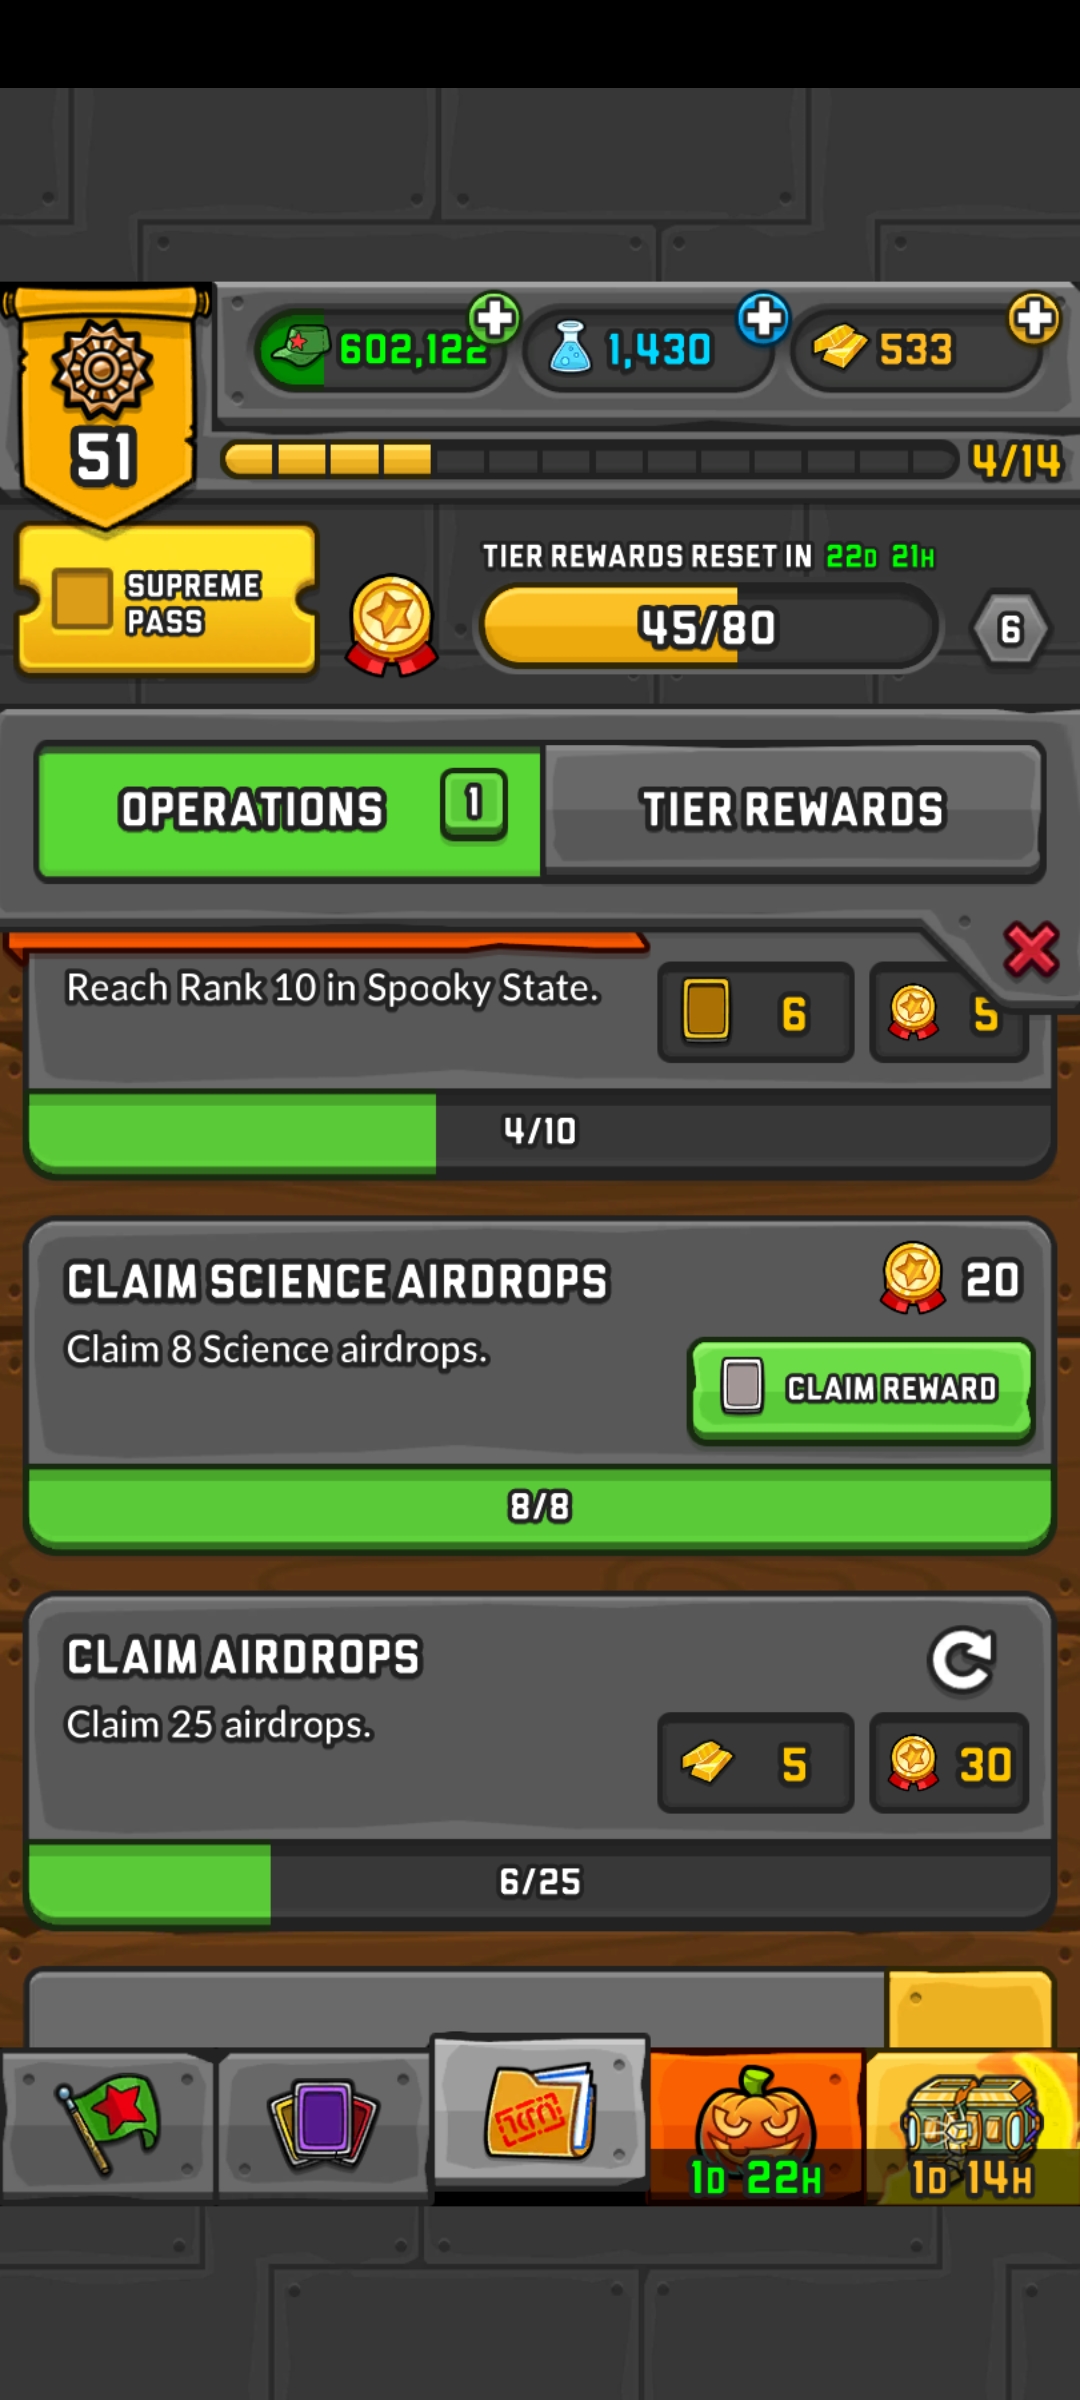 602,122
1,430
533
51
4/14
SUPREME
PASS
TIER REWARDS RESET IN 22D 21H
45/80
6
OPERATIONS 1
TIER REWARDS
Reach Rank 10 in Spooky State.
6
5
4/10
CLAIM SCIENCE AIRDROPS
20
Claim 8 Science airdrops.
CLAIM REWARD
8/8
CLAIM AIRDROPS
Claim 25 airdrops.
5
30
6/25
1D 22H
1D 14H